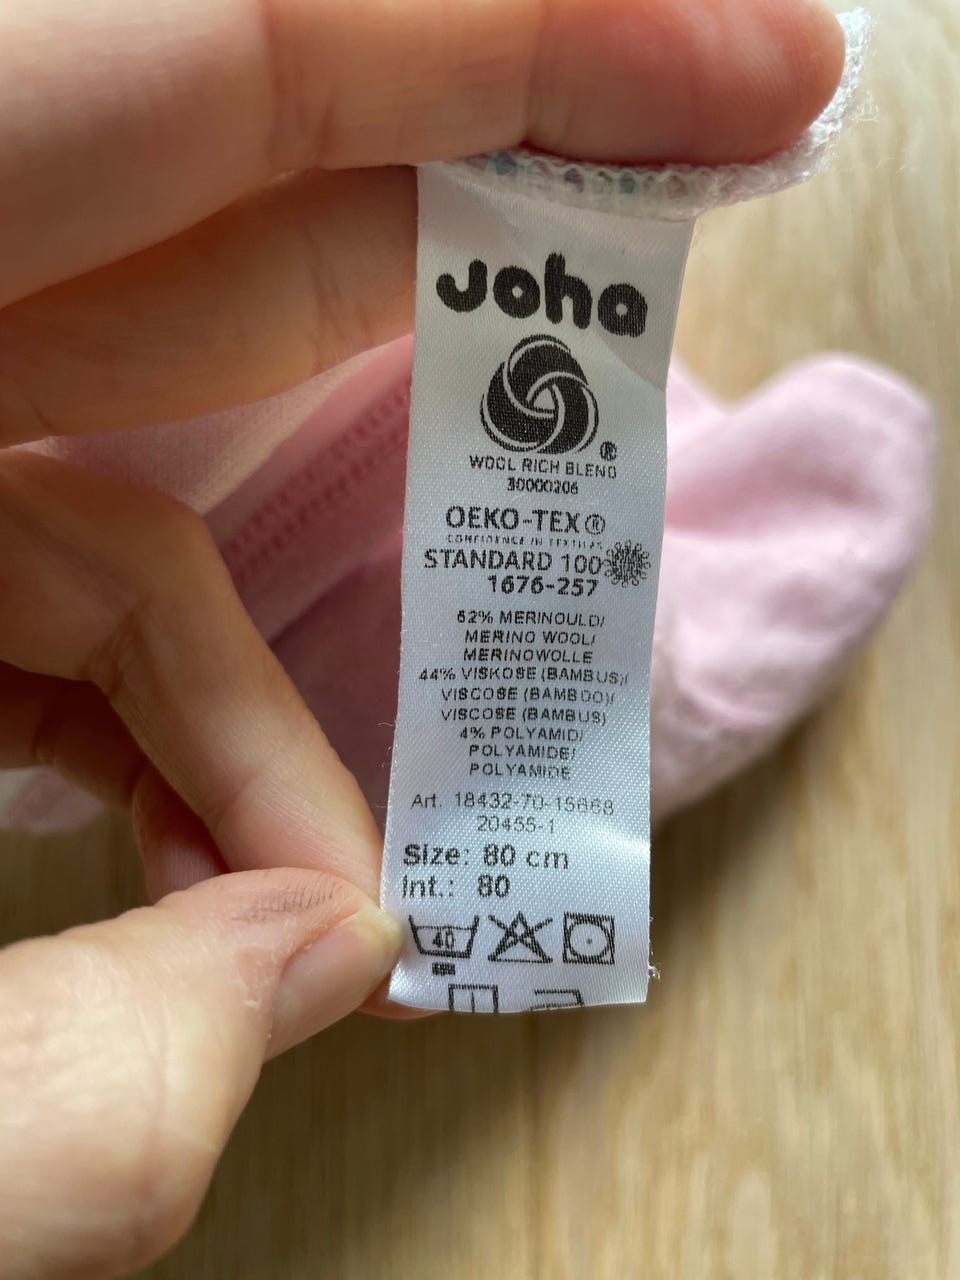 Joha
®
WOOL RICH BLEND
30000206
OEKO-TEX®
CONFIDENCE IN TEXTILES
STANDARD 100
1676-257
52% MERINOULD/
MERINO WOOL/
MERINOWOLLE
44% VISKOSE (BAMBUS)/
VISCOSE (BAMBOO)/
VISCOSE (BAMBUS)
4% POLYAMID/
POLYAMIDE/
POLYAMIDE
Art. 18432-70-15668
20455-1
Size: 80 cm
Int.: 80
40